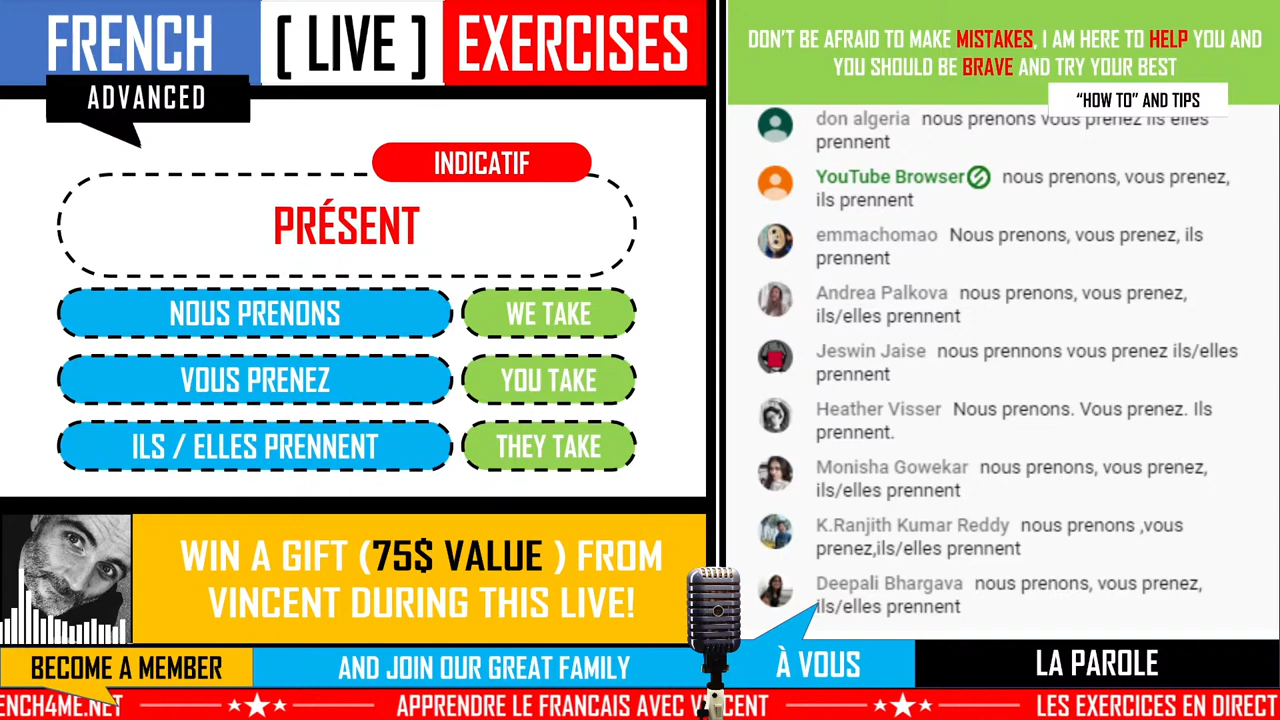 FRENCH [ LIVE ] EXERCISES
ADVANCED
INDICATIF
PRÉSENT
NOUS PRENONS WE TAKE
VOUS PRENEZ YOU TAKE
ILS / ELLES PRENNENT THEY TAKE
WIN A GIFT (75$ VALUE ) FROM
VINCENT DURING THIS LIVE!
BECOME A MEMBER AND JOIN OUR GREAT FAMILY
DON'T BE AFRAID TO MAKE MISTAKES, I AM HERE TO HELP YOU AND
YOU SHOULD BE BRAVE AND TRY YOUR BEST
“HOW TO” AND TIPS
don algeria nous prenons vous prenez ils elles
prennent
YouTube Browser nous prenons, vous prenez,
ils prennent
emmachomao Nous prenons, vous prenez, ils
prennent
Andrea Palkova nous prenons, vous prenez,
ils/elles prennent
Jeswin Jaise nous prennons vous prenez ils/elles
prennent
Heather Visser Nous prenons. Vous prenez. Ils
prennent.
Monisha Gowekar nous prenons, vous prenez,
ils/elles prennent
K.Ranjith Kumar Reddy nous prenons ,vous
prenez,ils/elles prennent
Deepali Bhargava nous prenons, vous prenez,
ils/elles prennent
À VOUS LA PAROLE
ENCH4ME.NET APPRENDRE LE FRANCAIS AVEC VINCENT LES EXERCICES EN DIRECT